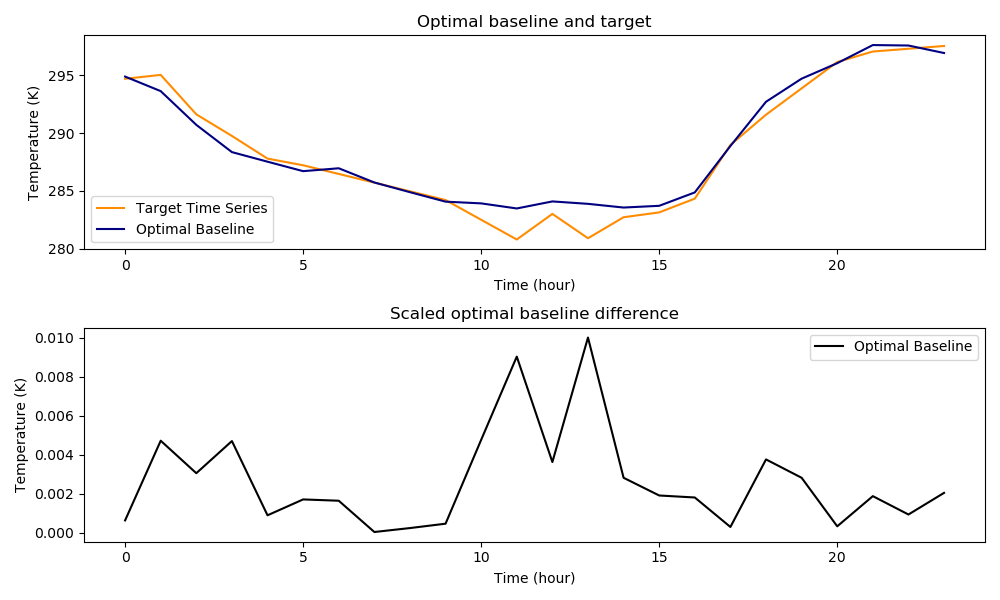 Optimal baseline and target
Temperature (K)
295
290
285
280
Target Time Series
Optimal Baseline
0 5 10 15 20
Time (hour)
Scaled optimal baseline difference
Temperature (K)
0.010
0.008
0.006
0.004
0.002
0.000
Optimal Baseline
0 5 10 15 20
Time (hour)